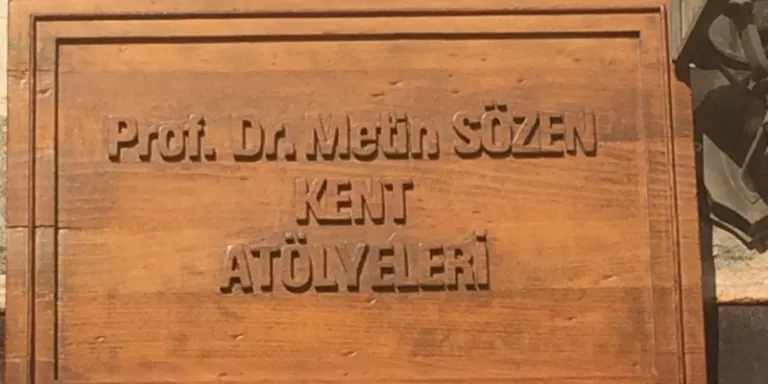 Prof. Dr. Metin SÖZEN
KENT
ATÖLYELERİ